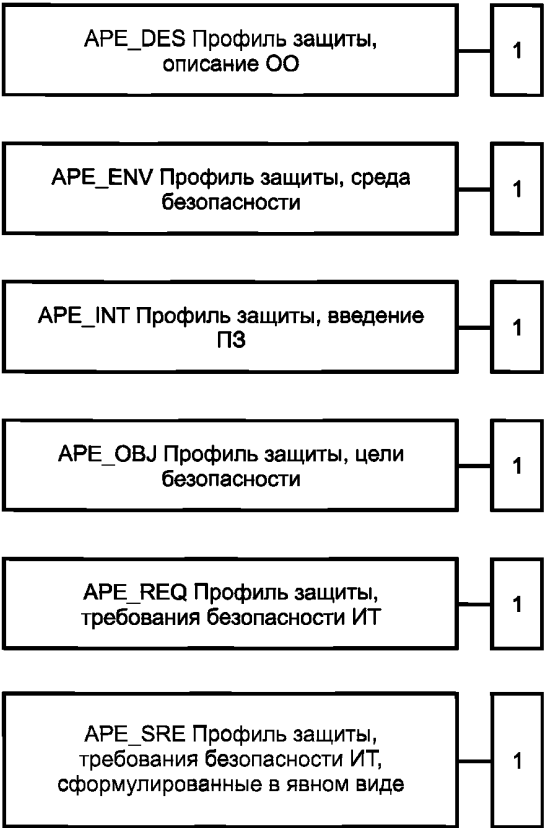 APE_DES Профиль защиты,
описание ОО
1
APE_ENV Профиль защиты, среда
безопасности
1
APE_INT Профиль защиты, введение
ПЗ
1
APE_OBJ Профиль защиты, цели
безопасности
1
APE_REQ Профиль защиты,
требования безопасности ИТ
1
APE_SRE Профиль защиты,
требования безопасности ИТ,
сформулированные в явном виде
1